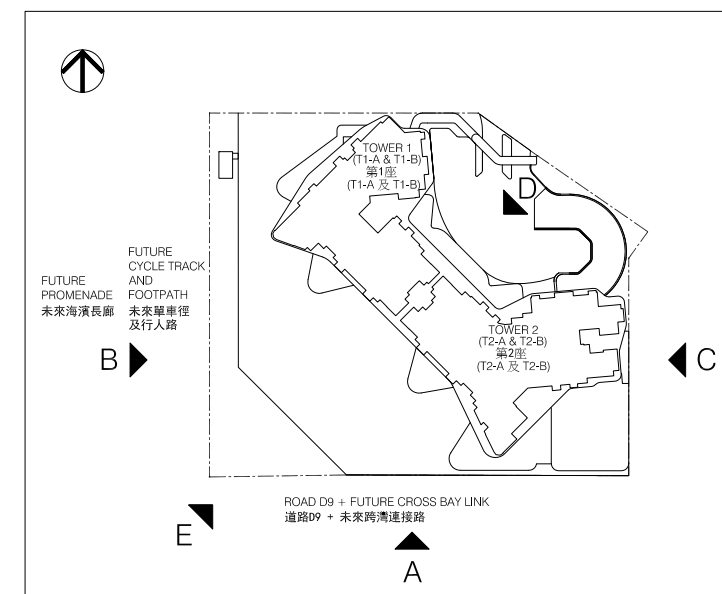 TOWER 1
(T1-A & T1-B)
第1座
(T1-A 及 T1-B)
D
FUTURE
PROMENADE
未來海濱長廊
FUTURE
CYCLE TRACK
AND
FOOTPATH
未來單車徑
及行人路
TOWER 2
(T2-A & T2-B)
第2座
(T2-A 及 T2-B)
B
C
ROAD D9 + FUTURE CROSS BAY LINK
道路D9 + 未來跨灣連接路
E
A